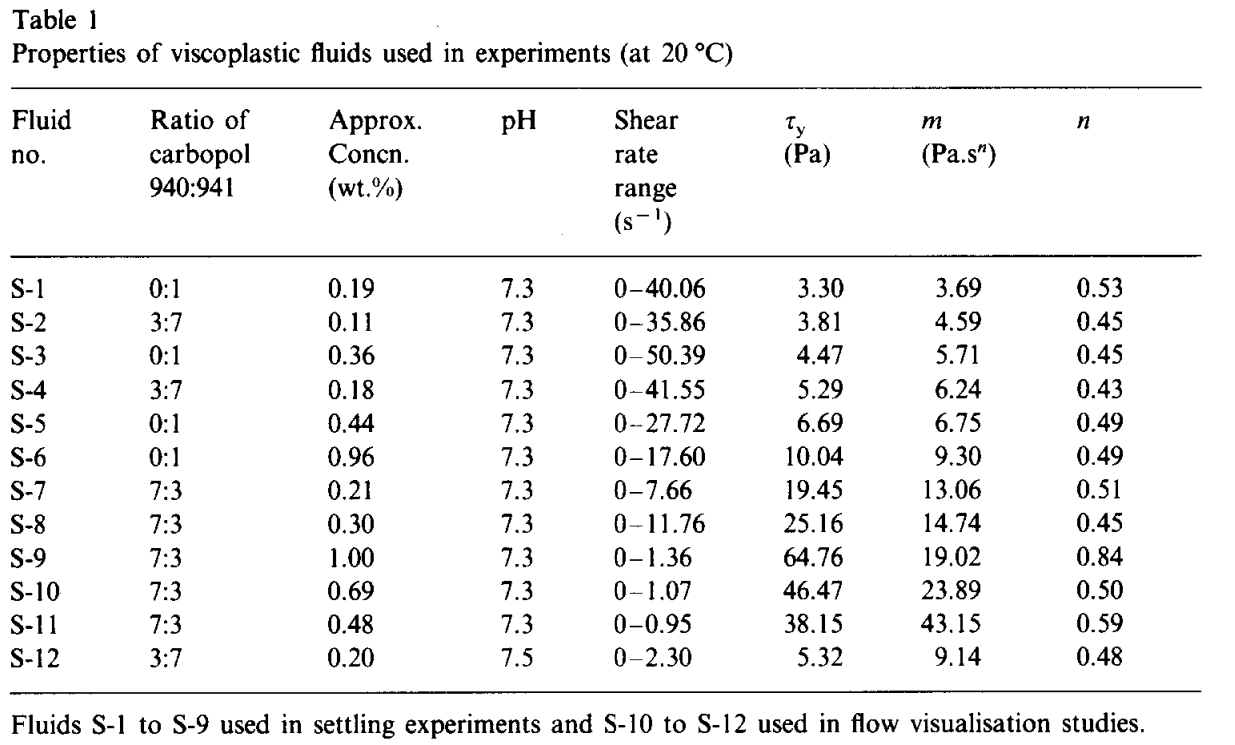 Table 1
Properties of viscoplastic fluids used in experiments (at 20 °C)
Fluid no. Ratio of carbopol 940:941 Approx. Concn. (wt.%) pH Shear rate range (s⁻¹) τy (Pa) m (Pa.sⁿ) n
S-1 0:1 0.19 7.3 0–40.06 3.30 3.69 0.53
S-2 3:7 0.11 7.3 0–35.86 3.81 4.59 0.45
S-3 0:1 0.36 7.3 0–50.39 4.47 5.71 0.45
S-4 3:7 0.18 7.3 0–41.55 5.29 6.24 0.43
S-5 0:1 0.44 7.3 0–27.72 6.69 6.75 0.49
S-6 0:1 0.96 7.3 0–17.60 10.04 9.30 0.49
S-7 7:3 0.21 7.3 0–7.66 19.45 13.06 0.51
S-8 7:3 0.30 7.3 0–11.76 25.16 14.74 0.45
S-9 7:3 1.00 7.3 0–1.36 64.76 19.02 0.84
S-10 7:3 0.69 7.3 0–1.07 46.47 23.89 0.50
S-11 7:3 0.48 7.3 0–0.95 38.15 43.15 0.59
S-12 3:7 0.20 7.5 0–2.30 5.32 9.14 0.48
Fluids S-1 to S-9 used in settling experiments and S-10 to S-12 used in flow visualisation studies.